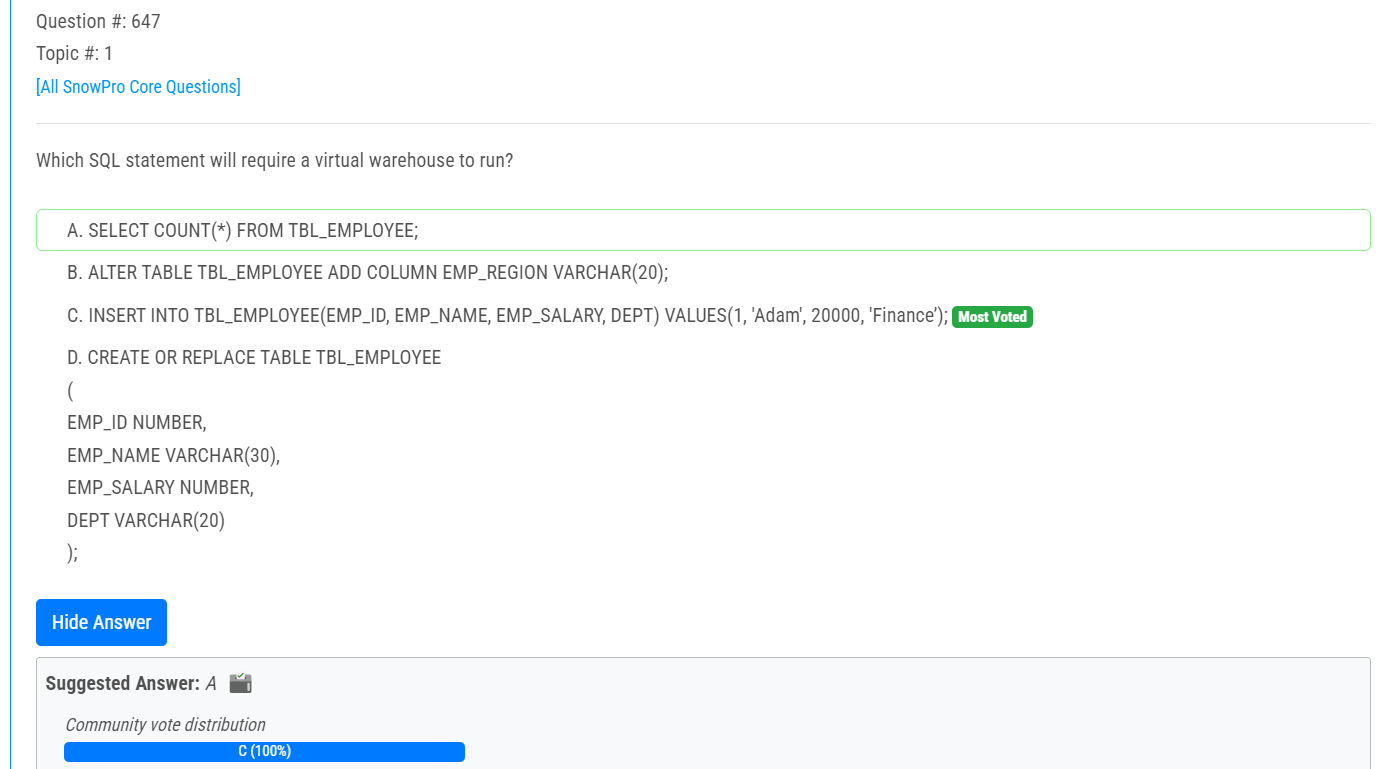 Question #: 647
Topic #: 1
[All SnowPro Core Questions]
Which SQL statement will require a virtual warehouse to run?
A. SELECT COUNT(*) FROM TBL_EMPLOYEE;
B. ALTER TABLE TBL_EMPLOYEE ADD COLUMN EMP_REGION VARCHAR(20);
C. INSERT INTO TBL_EMPLOYEE(EMP_ID, EMP_NAME, EMP_SALARY, DEPT) VALUES(1, 'Adam', 20000, 'Finance’); Most Voted
D. CREATE OR REPLACE TABLE TBL_EMPLOYEE
(
EMP_ID NUMBER,
EMP_NAME VARCHAR(30),
EMP_SALARY NUMBER,
DEPT VARCHAR(20)
);
Hide Answer
Suggested Answer: A
Community vote distribution
C (100%)